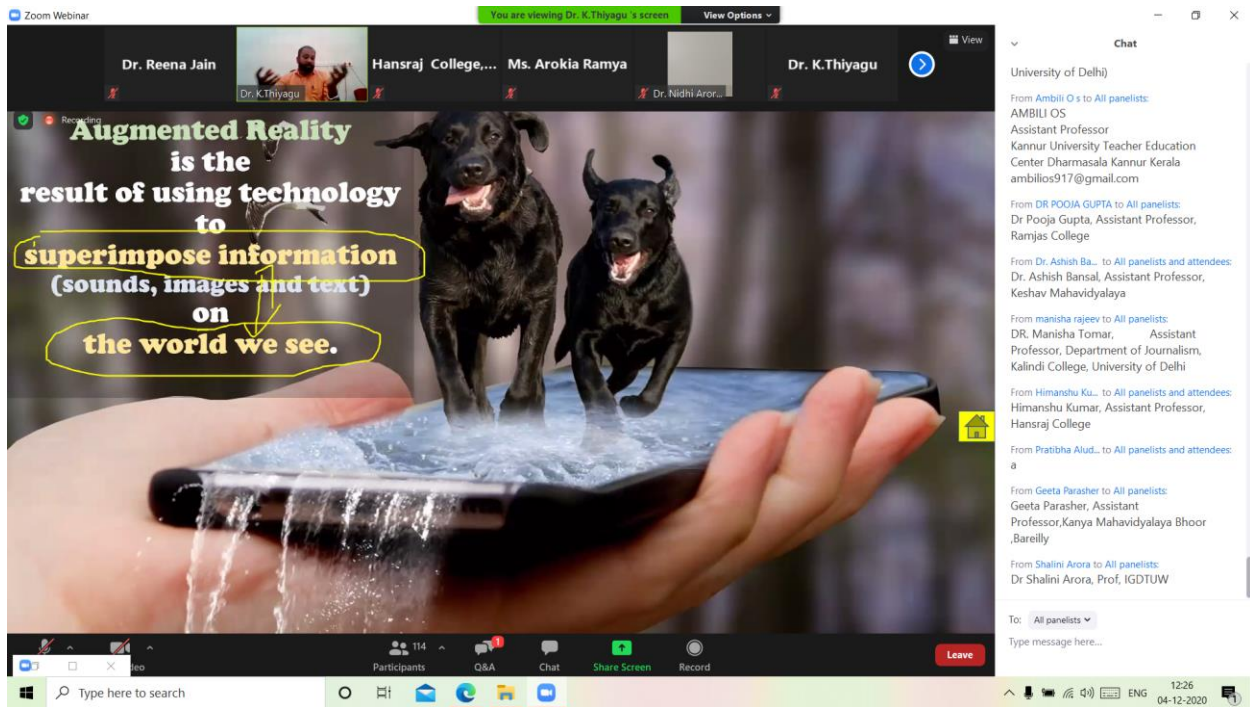 Zoom Webinar
You are viewing Dr. K.Thiyagu 's screen
View Options
View
Dr. Reena Jain
Dr. K.Thiyagu
Hansraj College,...
Ms. Arokia Ramya
Dr. Nidhi Aror...
Dr. K.Thiyagu
Recording
Augmented Reality
is the
result of using technology
to
superimpose information
(sounds, images and text)
on
the world we see.
Chat
University of Delhi)
From Ambili O s to All panelists:
AMBILI OS
Assistant Professor
Kannur University Teacher Education
Center Dharmasala Kannur Kerala
ambilios917@gmail.com
From DR POOJA GUPTA to All panelists:
Dr Pooja Gupta, Assistant Professor,
Ramjas College
From Dr. Ashish Ba... to All panelists and attendees:
Dr. Ashish Bansal, Assistant Professor,
Keshav Mahavidyalaya
From manisha rajeev to All panelists:
DR. Manisha Tomar, Assistant
Professor, Department of Journalism,
Kalindi College, University of Delhi
From Himanshu Ku... to All panelists and attendees:
Himanshu Kumar, Assistant Professor,
Hansraj College
From Pratibha Alud... to All panelists and attendees:
a
From Geeta Parasher to All panelists:
Geeta Parasher, Assistant
Professor,Kanya Mahavidyalaya Bhoor
,Bareilly
From Shalini Arora to All panelists:
Dr Shalini Arora, Prof, IGDTUW
To: All panelists
Type message here...
deo
114
Participants
1
Q&A
Chat
Share Screen
Record
Leave
Type here to search
ENG
12:26
04-12-2020
1